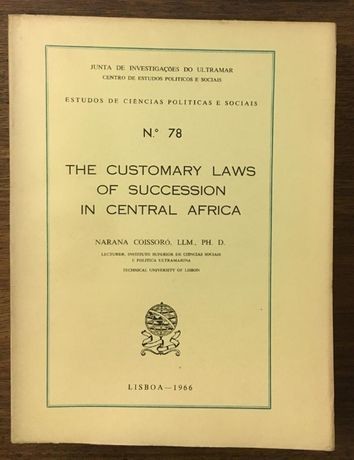 JUNTA DE INVESTIGAÇÕES DO ULTRAMAR
CENTRO DE ESTUDOS POLITICOS E SOCIAIS
ESTUDOS DE CIÊNCIAS POLITICAS E SOCIAIS
N.º 78
THE CUSTOMARY LAWS
OF SUCCESSION
IN CENTRAL AFRICA
NARANA COISSORÓ, LLM., PH. D.
LECTURER, INSTITUTO SUPERIOR DE CIÊNCIAS SOCIAIS
E POLITICA ULTRAMARINA
TECHNICAL UNIVERSITY OF LISBON
LISBOA—1966